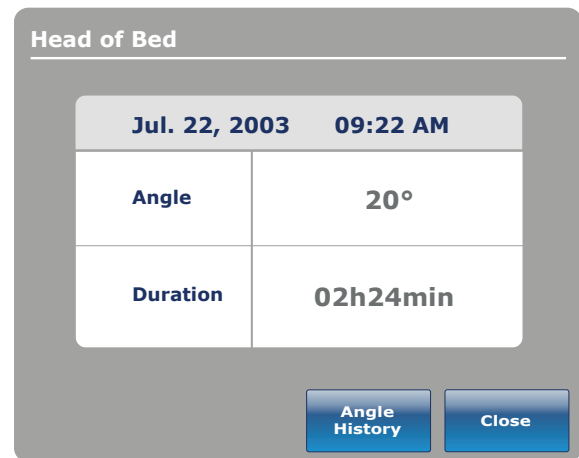 Head of Bed
Jul. 22, 2003 09:22 AM
Angle 20°
Duration 02h24min
Angle
History
Close